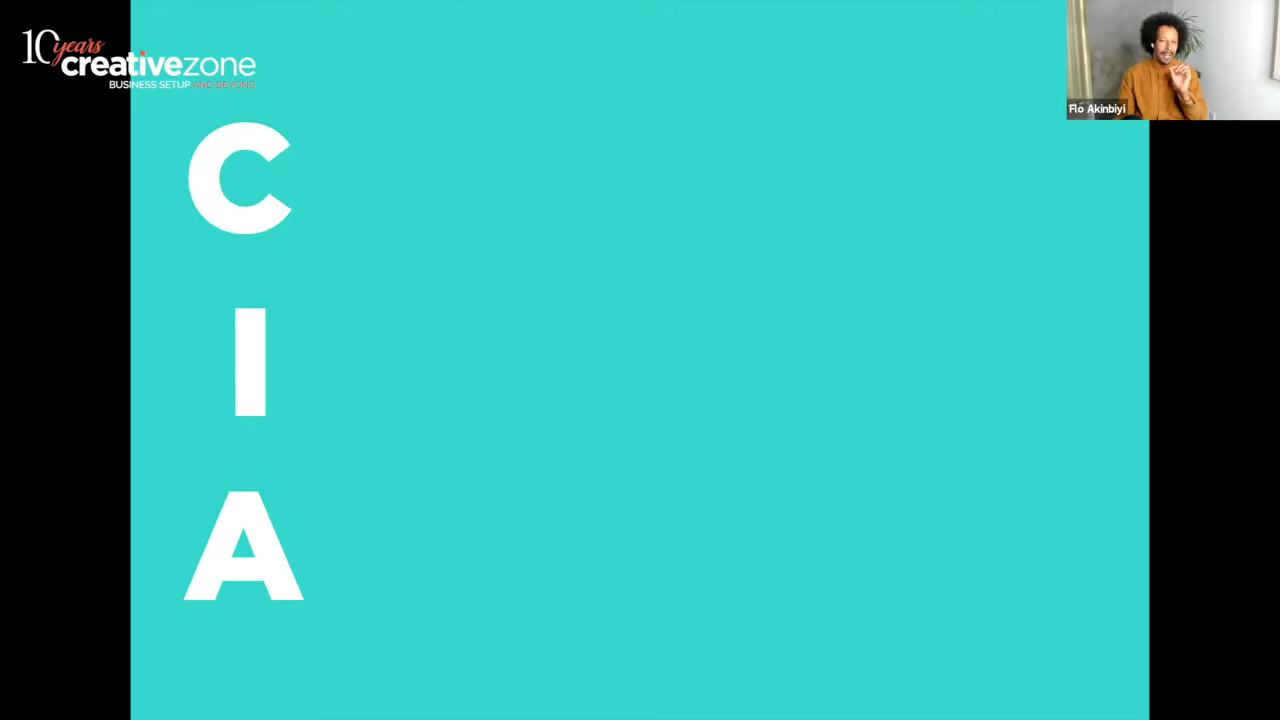 10 years
creativezone
BUSINESS SETUP AND BEYOND
Flo Akinbiyi
C
I
A